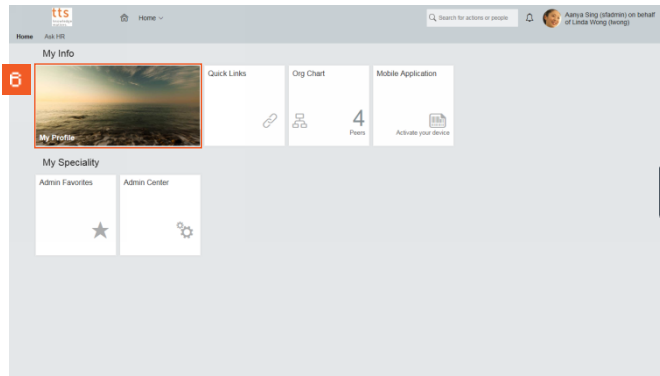 tts
Home
Search for actions or people
Aanya Sing (sfadmin) on behalf
of Linda Wong (lwong)
Home Ask HR
My Info
6
My Profile
Quick Links
Org Chart
4
Peers
Mobile Application
Activate your device
My Speciality
Admin Favorites
Admin Center